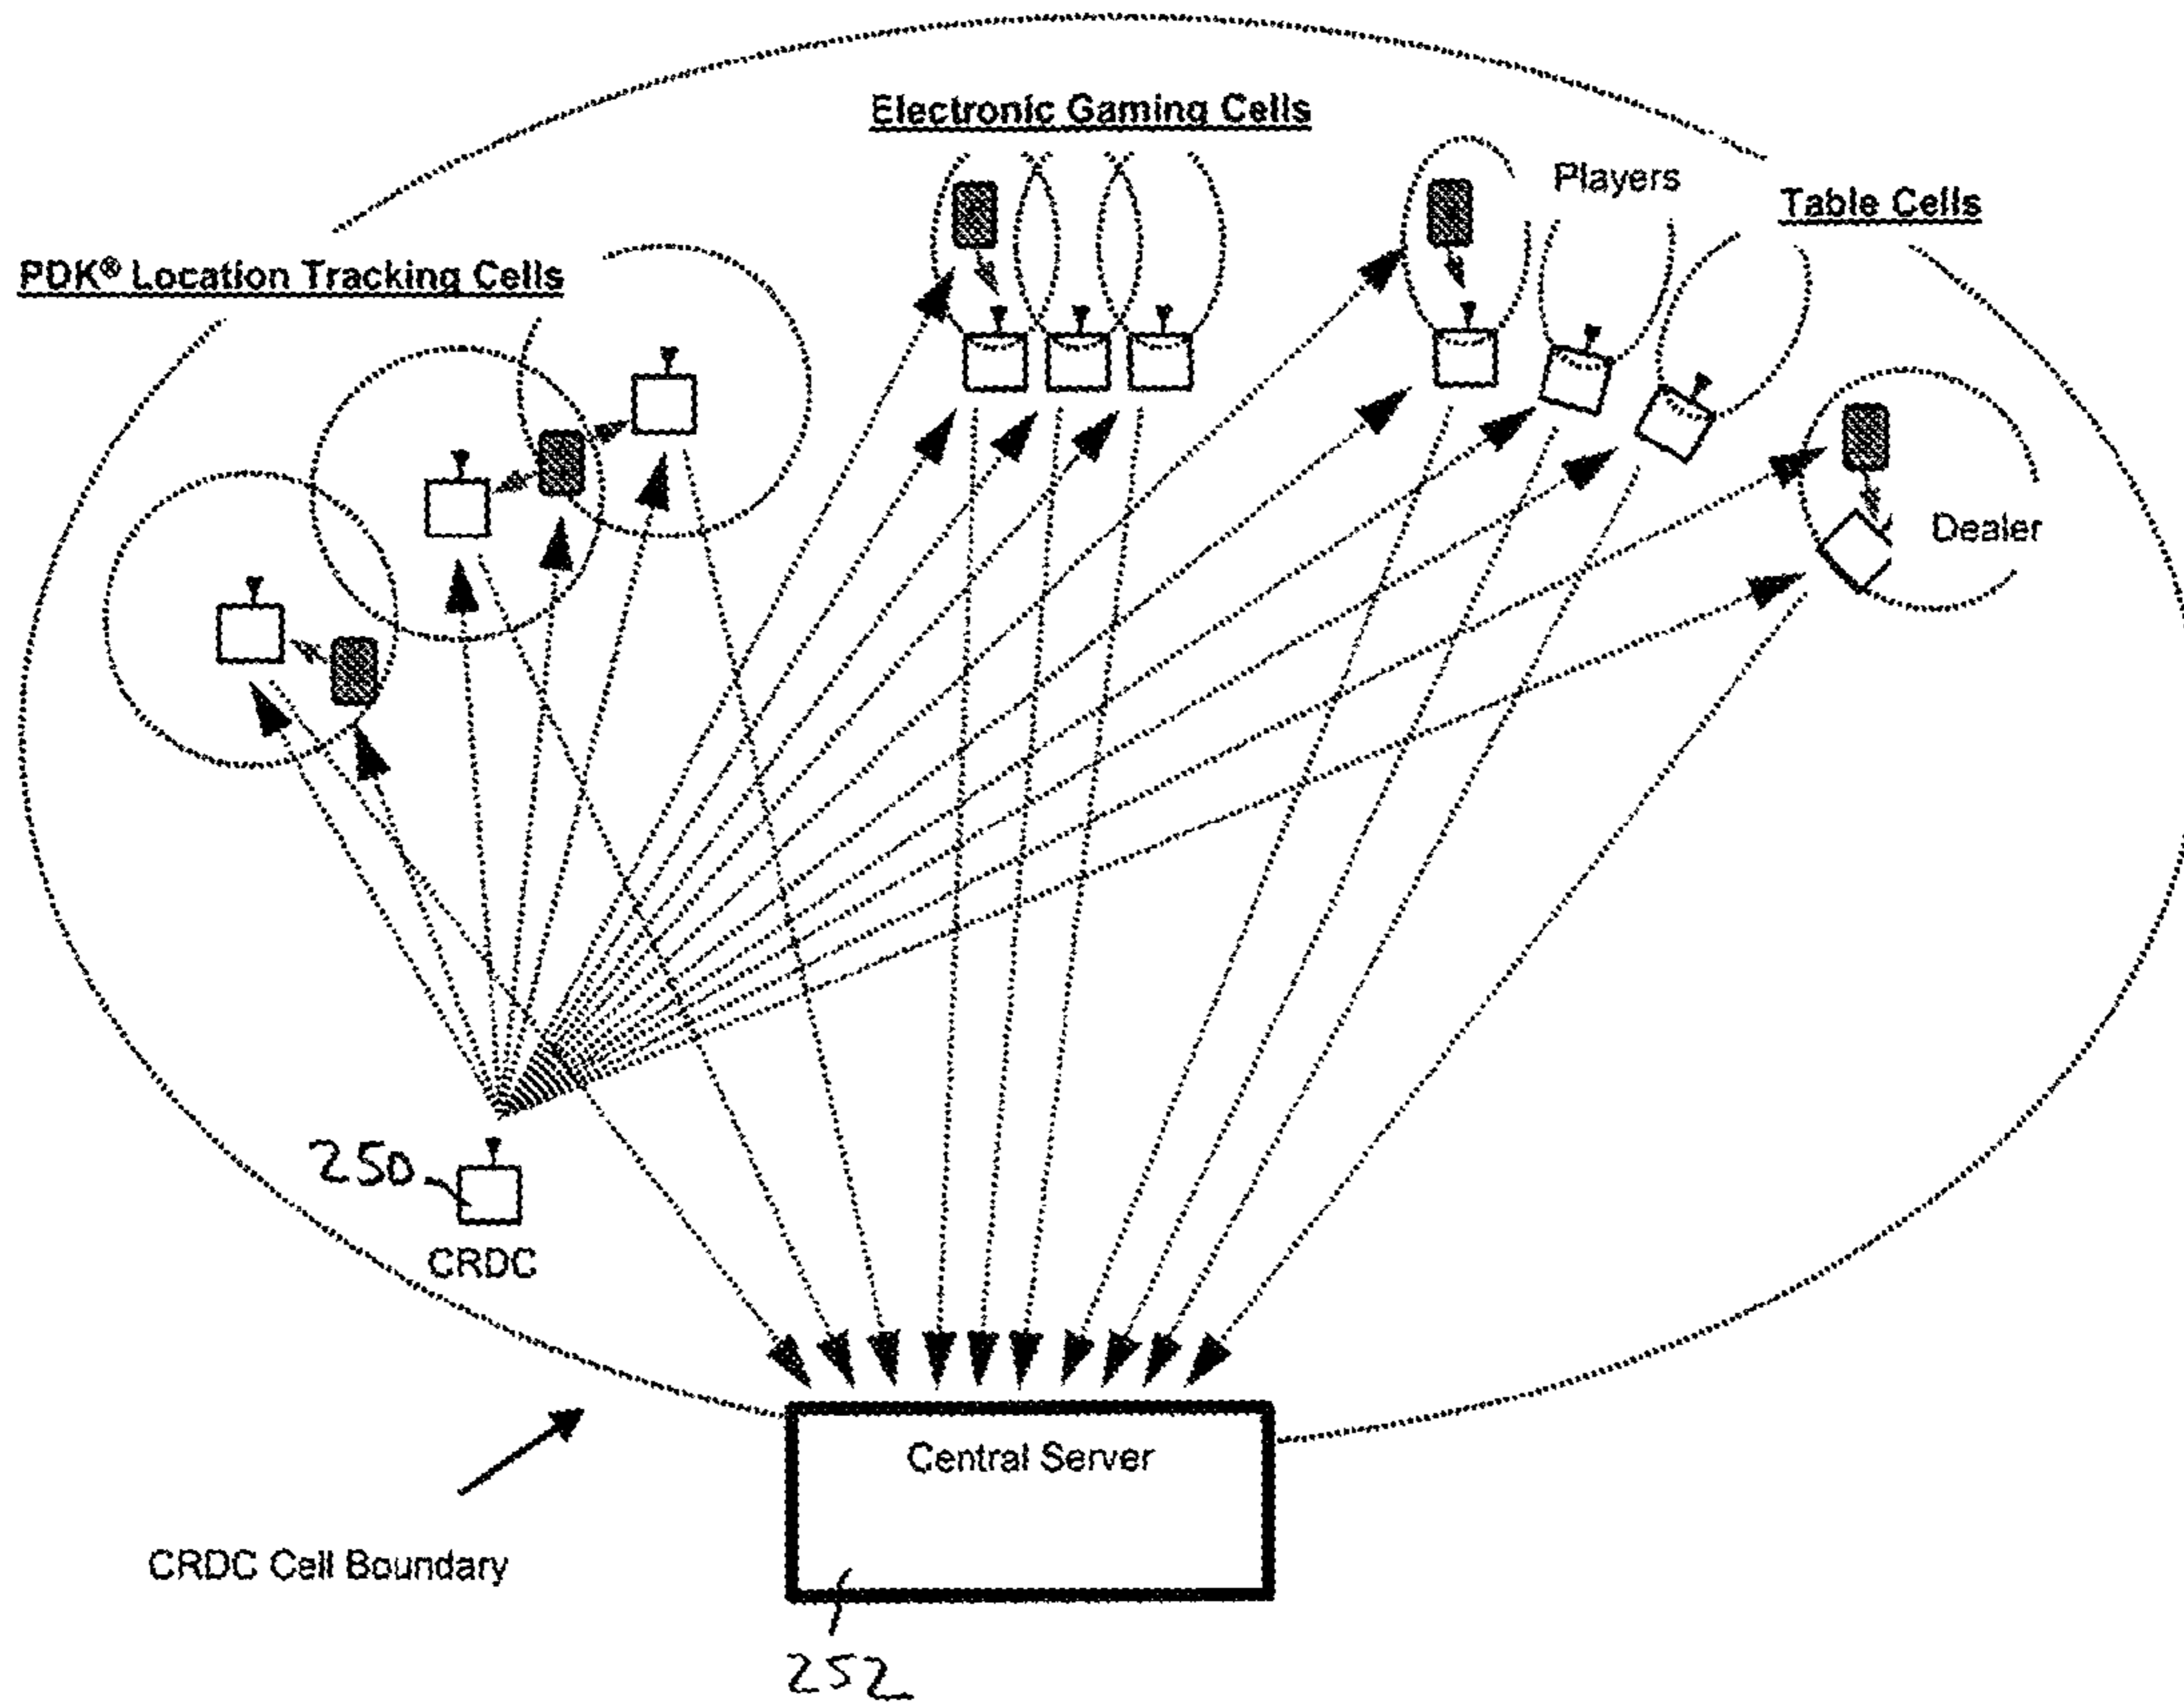 Electronic Gaming Cells
Players
Table Cells
PDK® Location Tracking Cells
Dealer
250
CRDC
Central Server
CRDC Cell Boundary
252